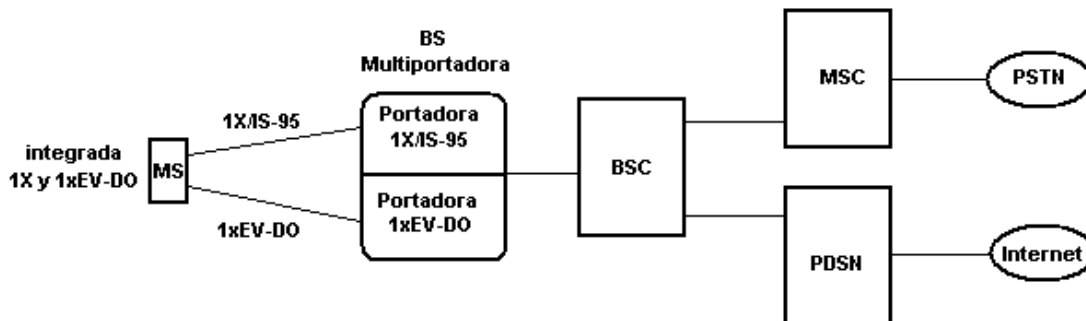 BS
Multiportadora
integrada
1X y 1xEV-DO
MS
1X/IS-95
1xEV-DO
Portadora
1X/IS-95
Portadora
1xEV-DO
BSC
MSC
PSTN
PDSN
Internet